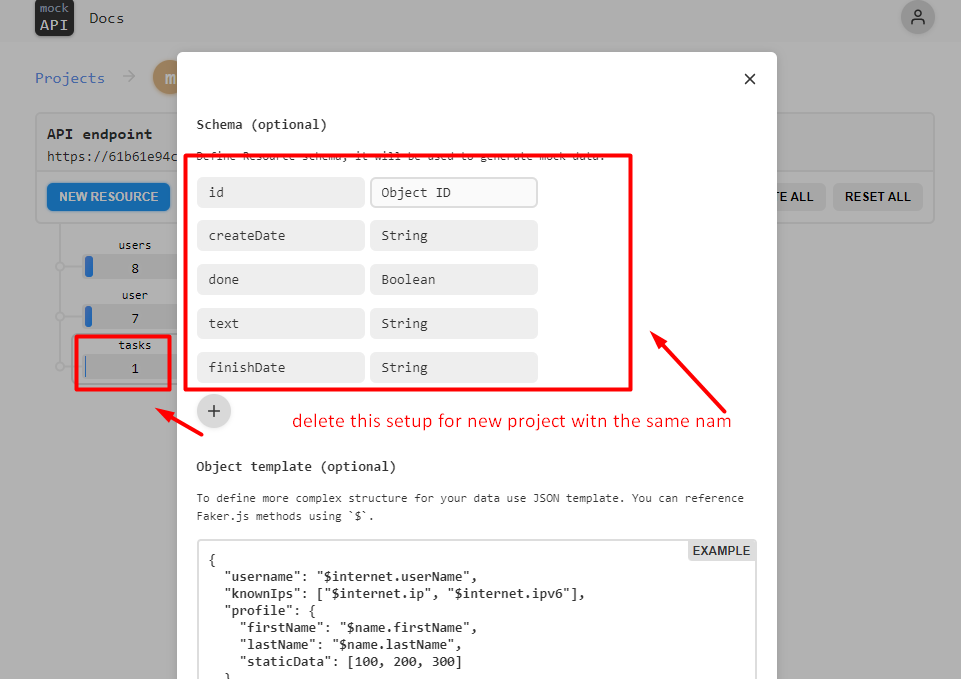 mock
API
Docs
Projects
m
API endpoint
https://61b61e94c
NEW RESOURCE
TE ALL
RESET ALL
users
8
user
7
tasks
1
Schema (optional)
Define Resource schema, it will be used to generate mock data.
id
Object ID
createDate
String
done
Boolean
text
String
finishDate
String
+
delete this setup for new project witn the same nam
Object template (optional)
To define more complex structure for your data use JSON template. You can reference
Faker.js methods using `$`.
EXAMPLE
{
"username": "$internet.userName",
"knownIps": ["$internet.ip", "$internet.ipv6"],
"profile": {
"firstName": "$name.firstName",
"lastName": "$name.lastName",
"staticData": [100, 200, 300]
}